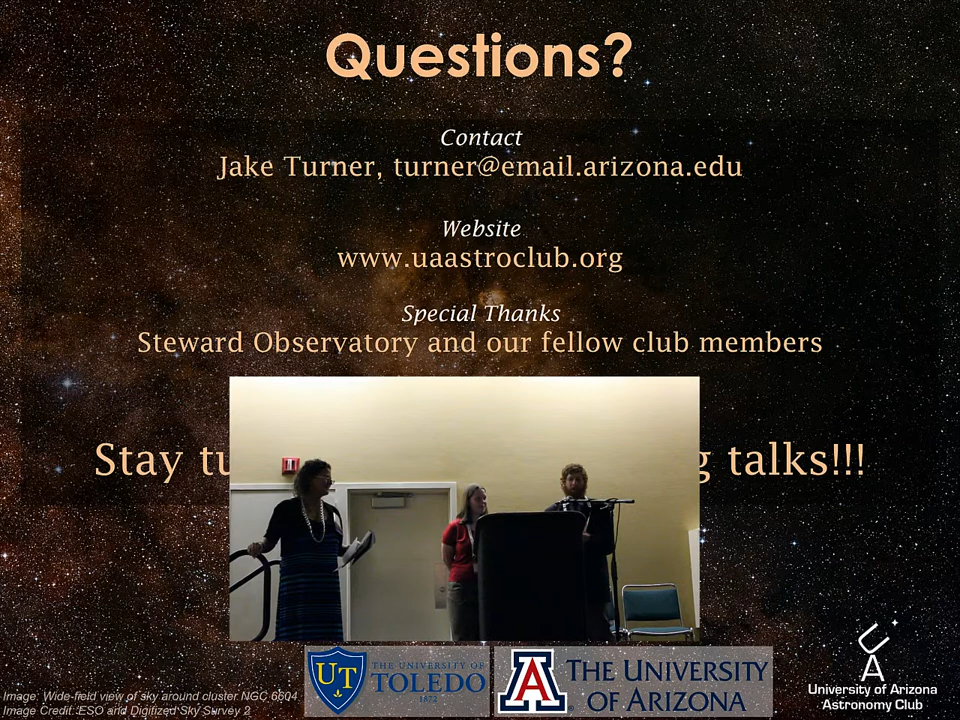 Questions?
Contact
Jake Turner, turner@email.arizona.edu
Website
www.uaastroclub.org
Special Thanks
Steward Observatory and our fellow club members
Stay talks!!!
UT
THE UNIVERSITY OF
TOLEDO
1872
A
THE UNIVERSITY
OF ARIZONA
Image: Wide-field view of sky around cluster NGC 6604
Image Credit: ESO and Digitized Sky Survey 2
UA
University of Arizona
Astronomy Club